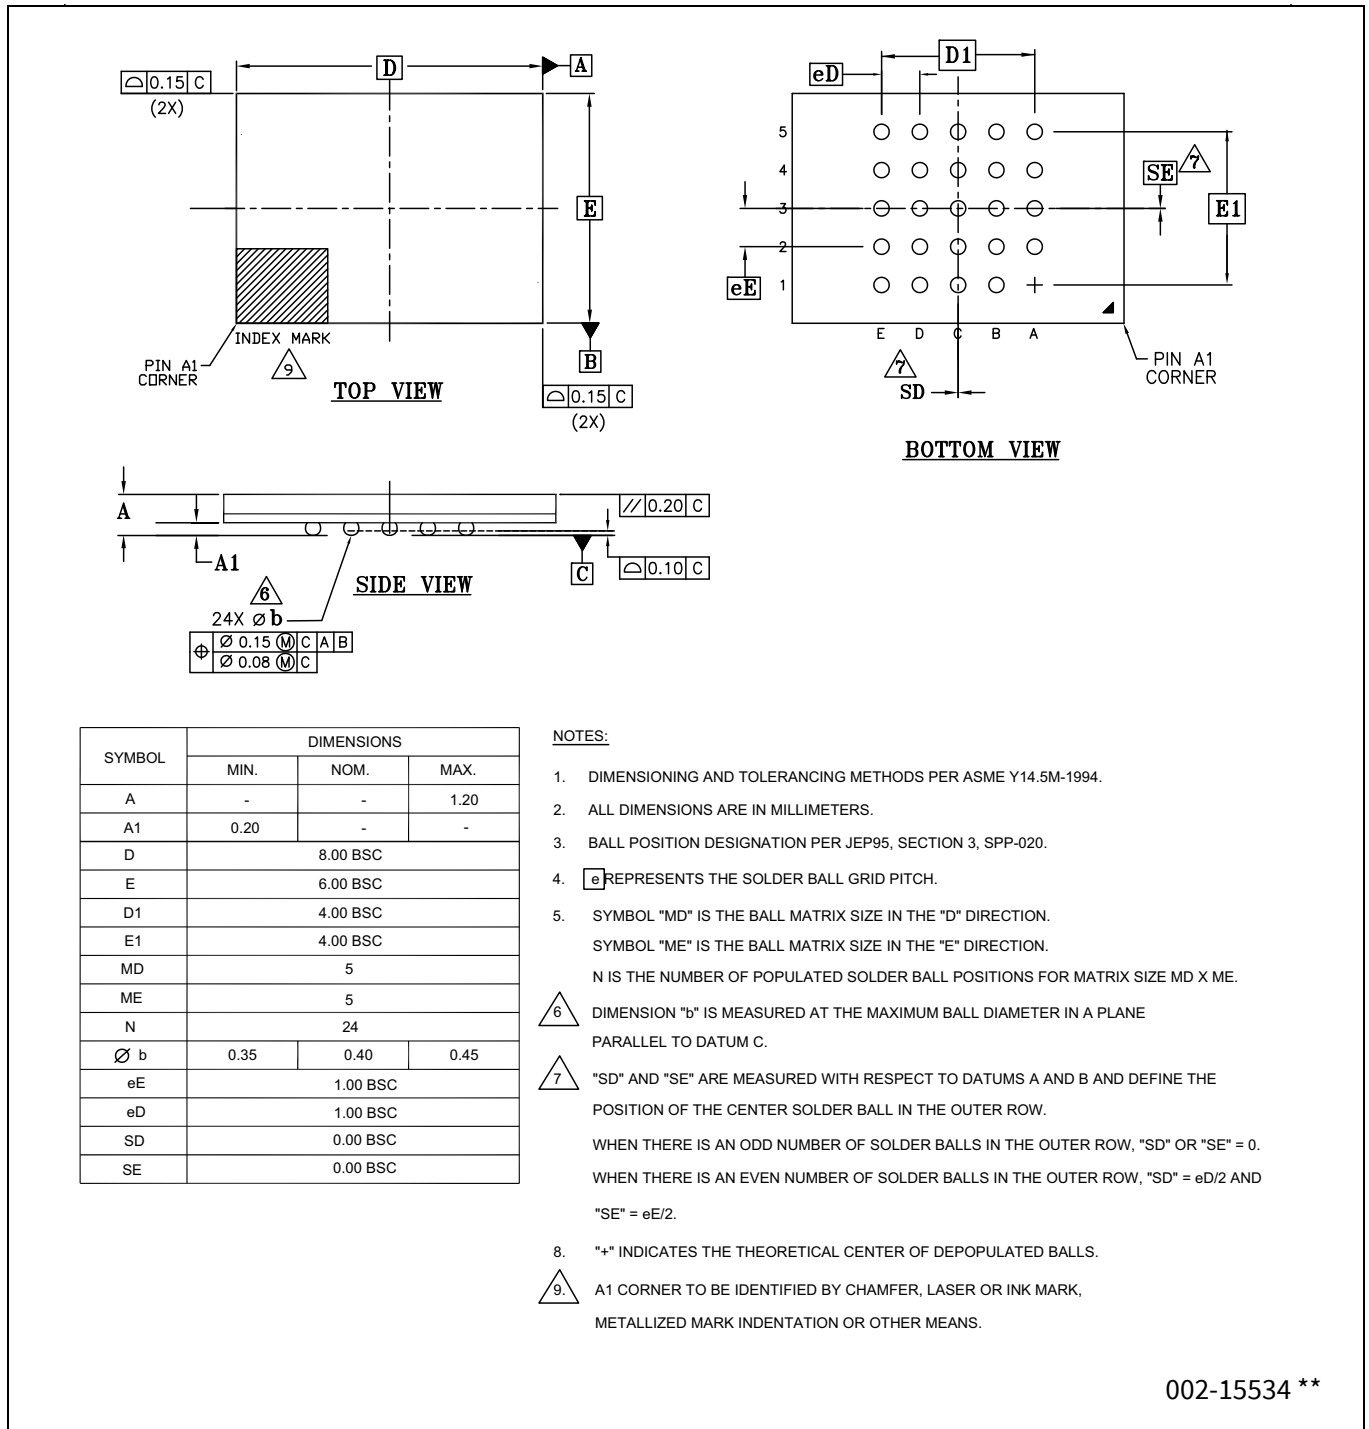 D
A
⌓ 0.15 C
(2X)
E
INDEX MARK
9
PIN A1
CORNER
B
TOP VIEW
⌓ 0.15 C
(2X)
D1
eD
5
4
3
2
1
SE
7
E1
eE
E D C B A
7
SD
PIN A1
CORNER
BOTTOM VIEW
A
// 0.20 C
A1
C
⌓ 0.10 C
SIDE VIEW
6
24X ⌀ b
⌖ ⌀ 0.15 Ⓜ C A B
⌀ 0.08 Ⓜ C
SYMBOL DIMENSIONS
MIN. NOM. MAX.
A - - 1.20
A1 0.20 - -
D 8.00 BSC
E 6.00 BSC
D1 4.00 BSC
E1 4.00 BSC
MD 5
ME 5
N 24
⌀ b 0.35 0.40 0.45
eE 1.00 BSC
eD 1.00 BSC
SD 0.00 BSC
SE 0.00 BSC
NOTES:
1. DIMENSIONING AND TOLERANCING METHODS PER ASME Y14.5M-1994.
2. ALL DIMENSIONS ARE IN MILLIMETERS.
3. BALL POSITION DESIGNATION PER JEP95, SECTION 3, SPP-020.
4. e REPRESENTS THE SOLDER BALL GRID PITCH.
5. SYMBOL "MD" IS THE BALL MATRIX SIZE IN THE "D" DIRECTION.
SYMBOL "ME" IS THE BALL MATRIX SIZE IN THE "E" DIRECTION.
N IS THE NUMBER OF POPULATED SOLDER BALL POSITIONS FOR MATRIX SIZE MD X ME.
6 DIMENSION "b" IS MEASURED AT THE MAXIMUM BALL DIAMETER IN A PLANE
PARALLEL TO DATUM C.
7 "SD" AND "SE" ARE MEASURED WITH RESPECT TO DATUMS A AND B AND DEFINE THE
POSITION OF THE CENTER SOLDER BALL IN THE OUTER ROW.
WHEN THERE IS AN ODD NUMBER OF SOLDER BALLS IN THE OUTER ROW, "SD" OR "SE" = 0.
WHEN THERE IS AN EVEN NUMBER OF SOLDER BALLS IN THE OUTER ROW, "SD" = eD/2 AND
"SE" = eE/2.
8. "+" INDICATES THE THEORETICAL CENTER OF DEPOPULATED BALLS.
9. A1 CORNER TO BE IDENTIFIED BY CHAMFER, LASER OR INK MARK,
METALLIZED MARK INDENTATION OR OTHER MEANS.
002-15534 **